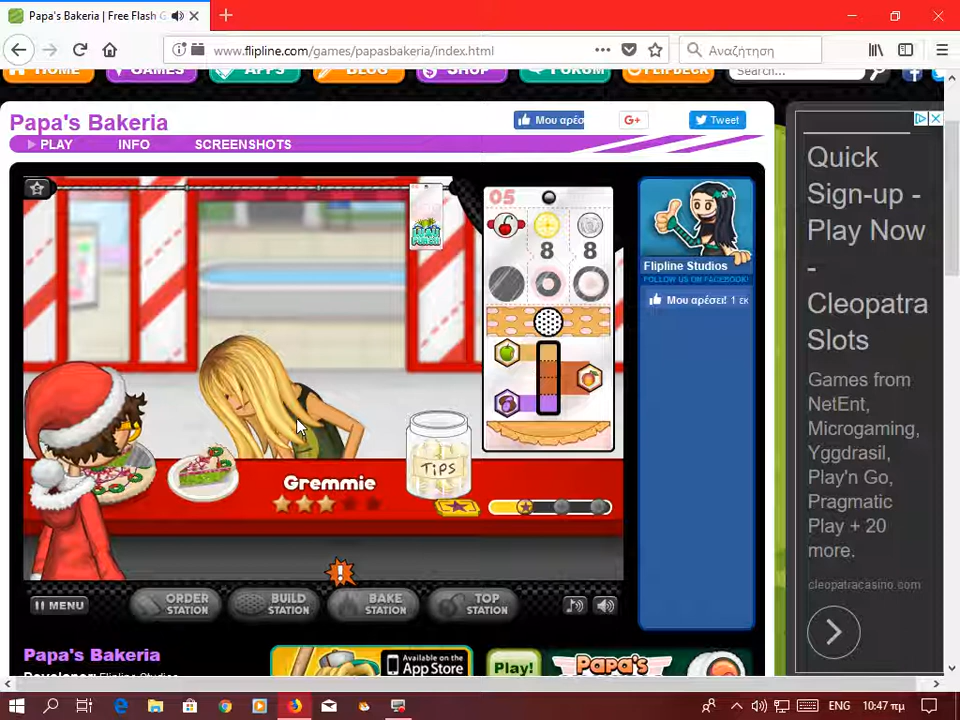 Papa's Bakeria | Free Flash G
www.flipline.com/games/papasbakeria/index.html
Αναζήτηση
HOME GAMES APPS BLOG SHOP FORUM FLIPDECK Search...
Papa's Bakeria
Μου αρέσ
G+
Tweet
PLAY INFO SCREENSHOTS
05
8 8
Tips
Gremmie
MENU
ORDER
STATION
BUILD
STATION
BAKE
STATION
TOP
STATION
Flipline Studios
FOLLOW US ON FACEBOOK!
Μου αρέσει! 1 εκ
Quick
Sign-up -
Play Now
-
Cleopatra
Slots
Games from
NetEnt,
Microgaming,
Yggdrasil,
Play'n Go,
Pragmatic
Play + 20
more.
cleopatracasino.com
Papa's Bakeria
Available on the
App Store
Play!
Papa's
ENG
10:47 πμ